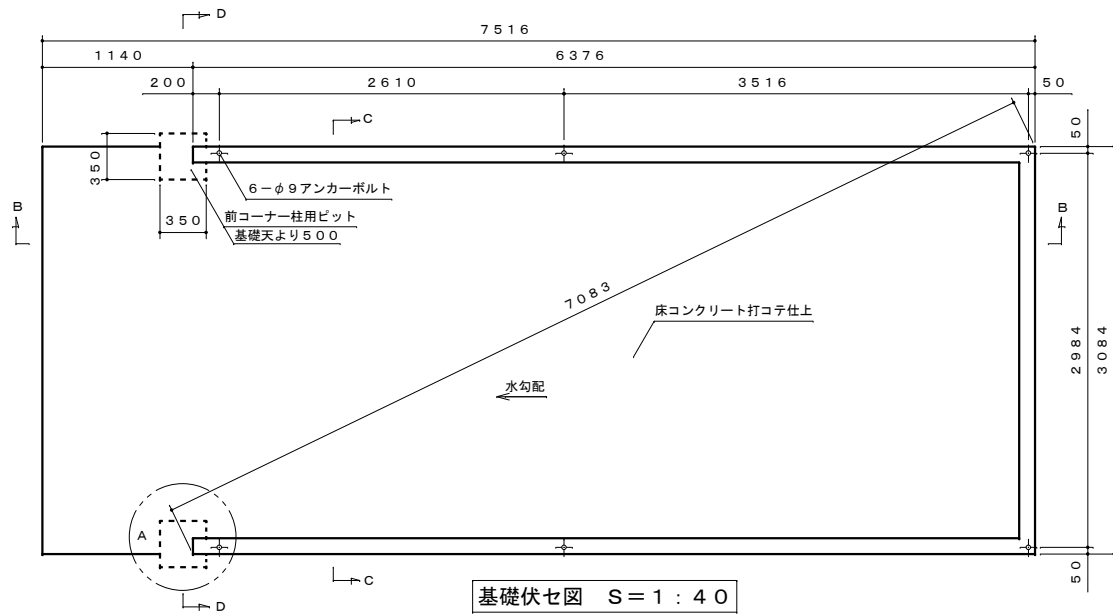 D
7516
1140
6376
200
2610
3516
50
C
50
350
6－φ9アンカーボルト
前コーナー柱用ピット
350
基礎天より500
B
B
7083
床コンクリート打コテ仕上
2984
3084
水勾配
A
C
50
D
基礎伏セ図　S＝1：40